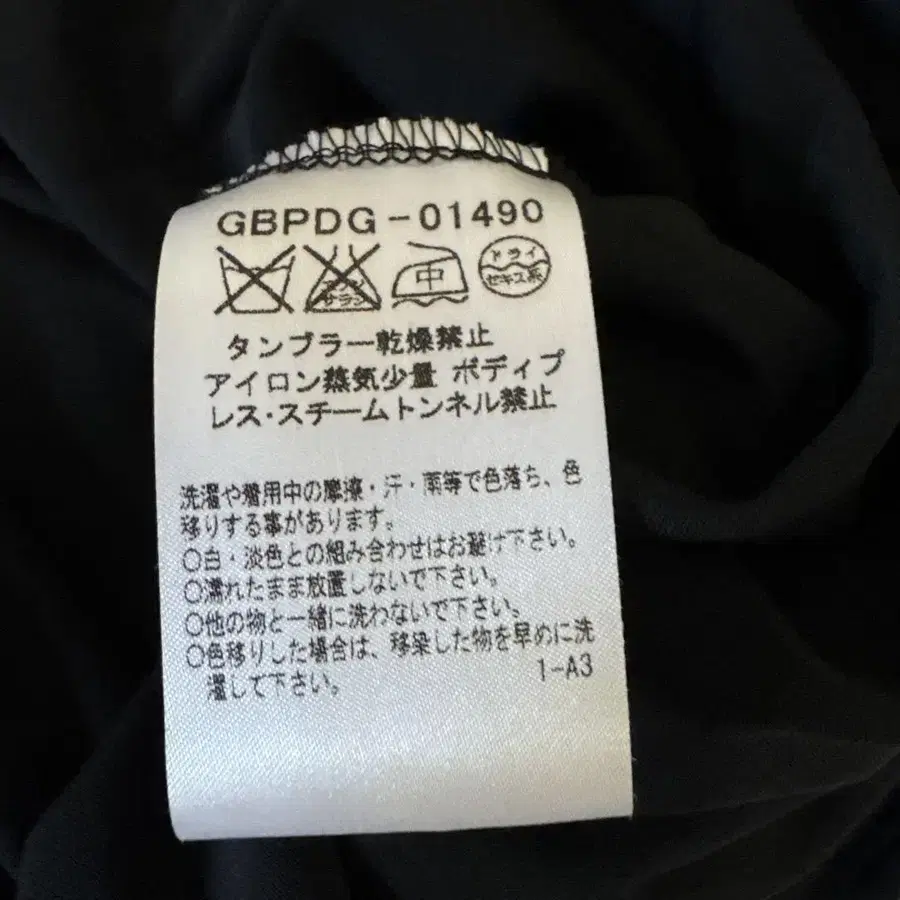 GBPDG-01490
エンソ サラシ 中 ドライ
セキユ系
タンブラー乾燥禁止
アイロン蒸気少量 ボディプ
レス・スチームトンネル禁止
洗濯や着用中の摩擦・汗・雨等で色落ち、色
移りする事があります。
○白・淡色との組み合わせはお避け下さい。
○濡れたまま放置しないで下さい。
○他の物と一緒に洗わないで下さい。
○色移りした場合は、移染した物を早めに洗
濯して下さい。
1-A3